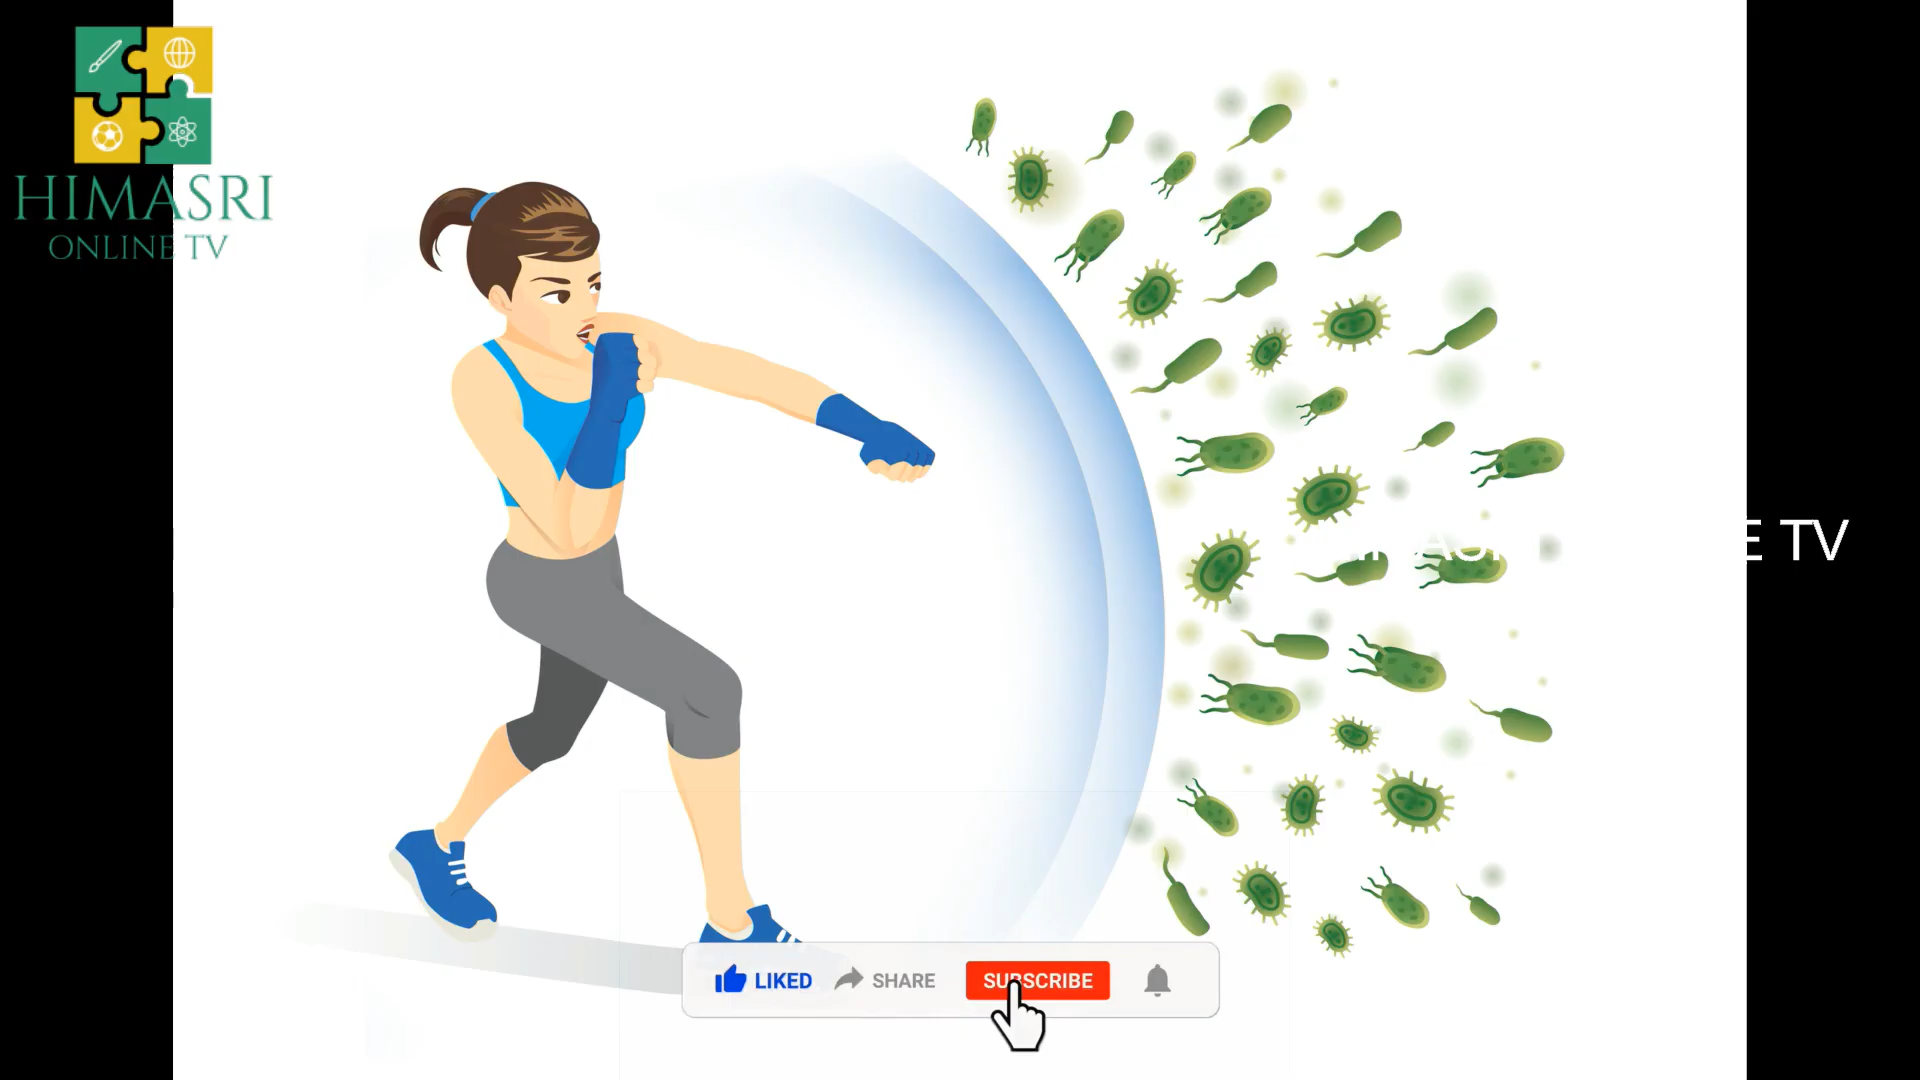 HIMASRI
ONLINE TV
E TV
LIKED
SHARE
SUBSCRIBE